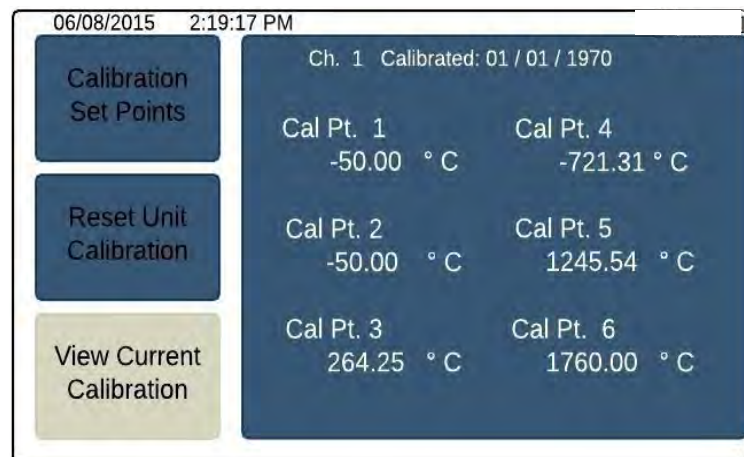 06/08/2015 2:19:17 PM
Calibration
Set Points
Reset Unit
Calibration
View Current
Calibration
Ch. 1 Calibrated: 01 / 01 / 1970
Cal Pt. 1
-50.00 ° C
Cal Pt. 4
-721.31 ° C
Cal Pt. 2
-50.00 ° C
Cal Pt. 5
1245.54 ° C
Cal Pt. 3
264.25 ° C
Cal Pt. 6
1760.00 ° C